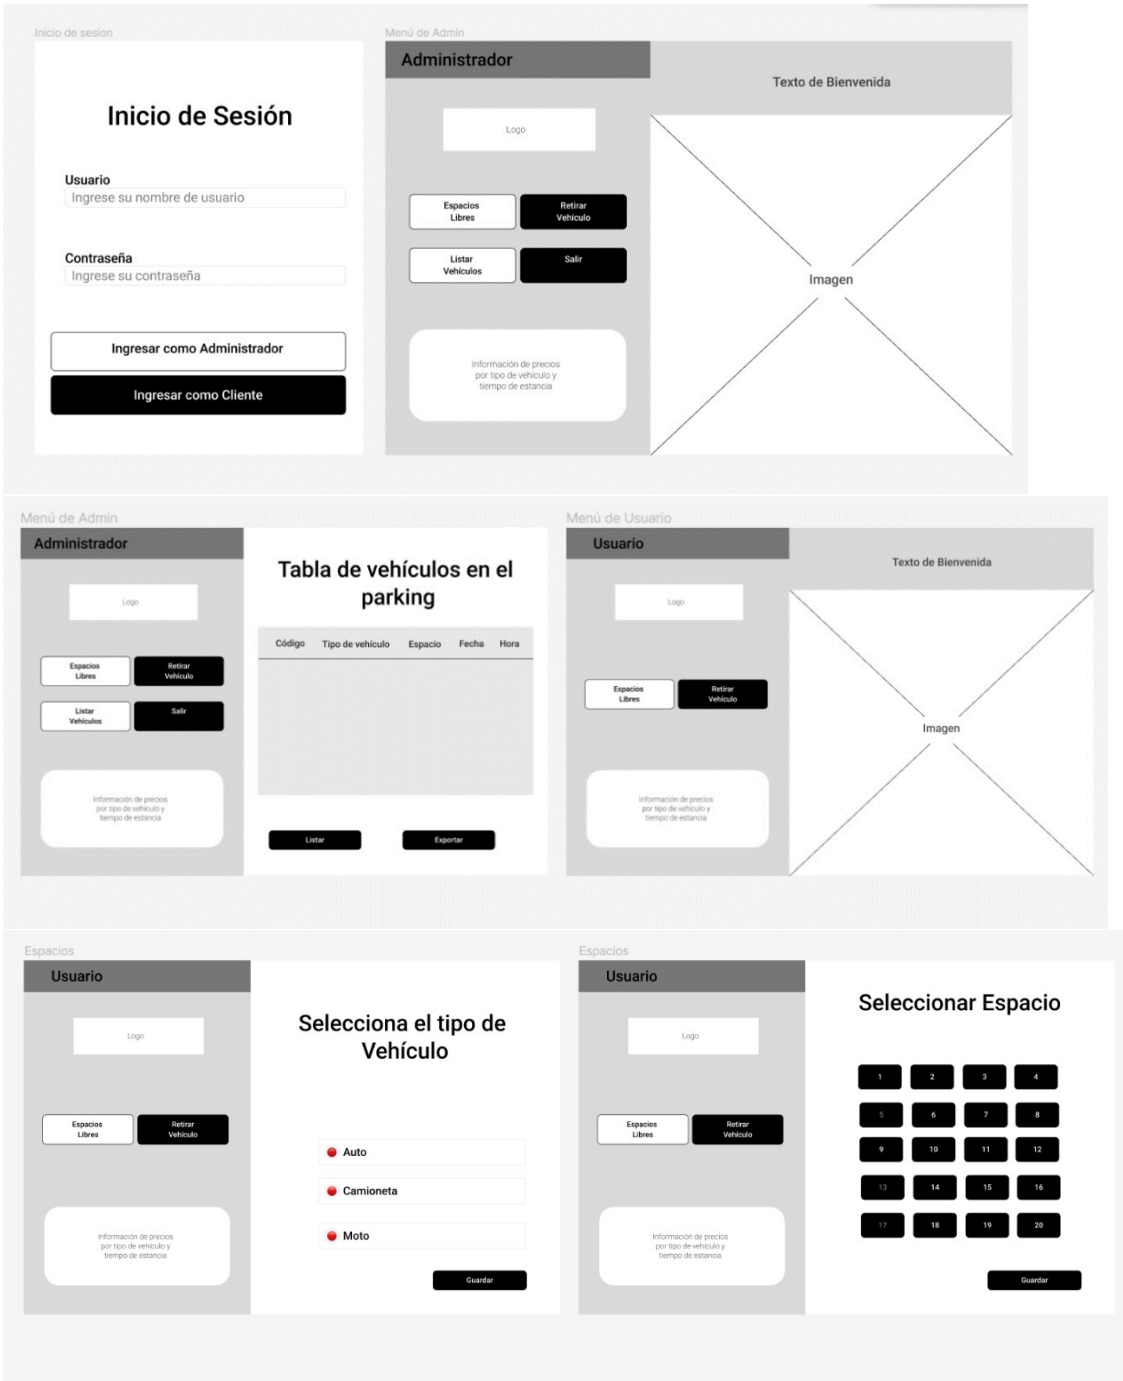 Inicio de sesion
Inicio de Sesión
Usuario
Ingrese su nombre de usuario
Contraseña
Ingrese su contraseña
Ingresar como Administrador
Ingresar como Cliente
Menú de Admin
Administrador
Logo
Espacios
Libres
Retirar
Vehículo
Listar
Vehículos
Salir
Información de precios
por tipo de vehículo y
tiempo de estancia
Texto de Bienvenida
Imagen
Menú de Admin
Administrador
Logo
Espacios
Libres
Retirar
Vehículo
Listar
Vehículos
Salir
Información de precios
por tipo de vehículo y
tiempo de estancia
Tabla de vehículos en el
parking
Código Tipo de vehículo Espacio Fecha Hora
Listar
Exportar
Menú de Usuario
Usuario
Logo
Espacios
Libres
Retirar
Vehículo
Información de precios
por tipo de vehículo y
tiempo de estancia
Texto de Bienvenida
Imagen
Espacios
Usuario
Logo
Espacios
Libres
Retirar
Vehículo
Información de precios
por tipo de vehículo y
tiempo de estancia
Selecciona el tipo de
Vehículo
Auto
Camioneta
Moto
Guardar
Espacios
Usuario
Logo
Espacios
Libres
Retirar
Vehículo
Información de precios
por tipo de vehículo y
tiempo de estancia
Seleccionar Espacio
1 2 3 4
5 6 7 8
9 10 11 12
13 14 15 16
17 18 19 20
Guardar